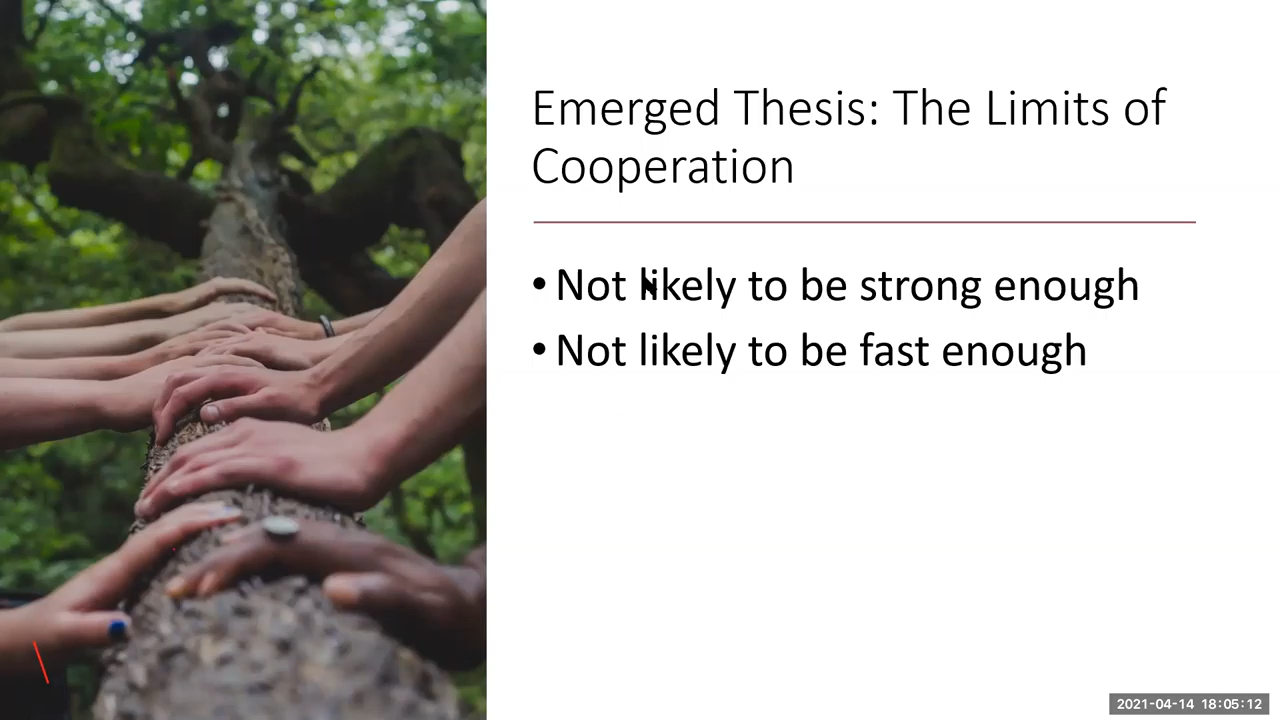 Emerged Thesis: The Limits of
Cooperation
• Not likely to be strong enough
• Not likely to be fast enough
2021-04-14 18:05:12